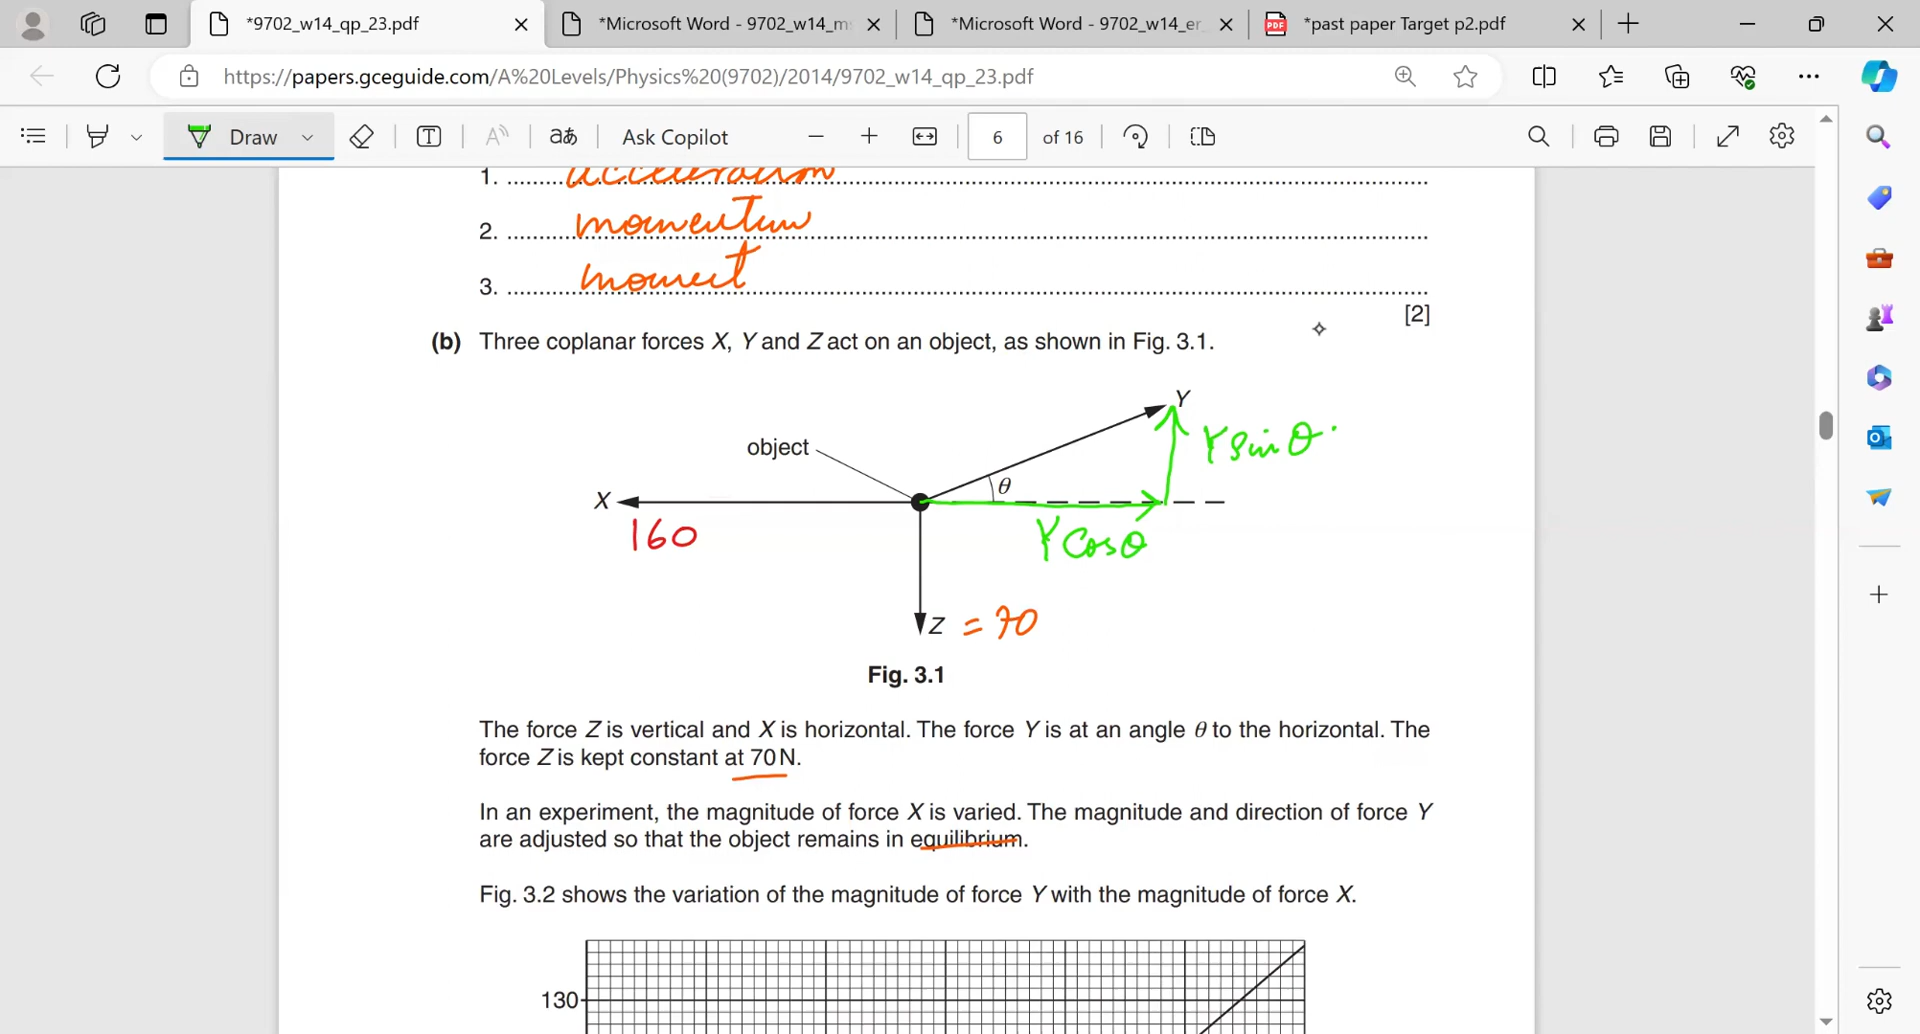 *9702_w14_qp_23.pdf
*Microsoft Word - 9702_w14_ms
*Microsoft Word - 9702_w14_er_
*past paper Target p2.pdf
https://papers.gceguide.com/A%20Levels/Physics%20(9702)/2014/9702_w14_qp_23.pdf
Draw
T
A
aあ
Ask Copilot
6 of 16
1. acceleration
2. momentum
3. moment
[2]
(b) Three coplanar forces X, Y and Z act on an object, as shown in Fig. 3.1.
Y
Y sin θ
object
θ
X
160
Y cos θ
Z = 70
Fig. 3.1
The force Z is vertical and X is horizontal. The force Y is at an angle θ to the horizontal. The
force Z is kept constant at 70 N.
In an experiment, the magnitude of force X is varied. The magnitude and direction of force Y
are adjusted so that the object remains in equilibrium.
Fig. 3.2 shows the variation of the magnitude of force Y with the magnitude of force X.
130